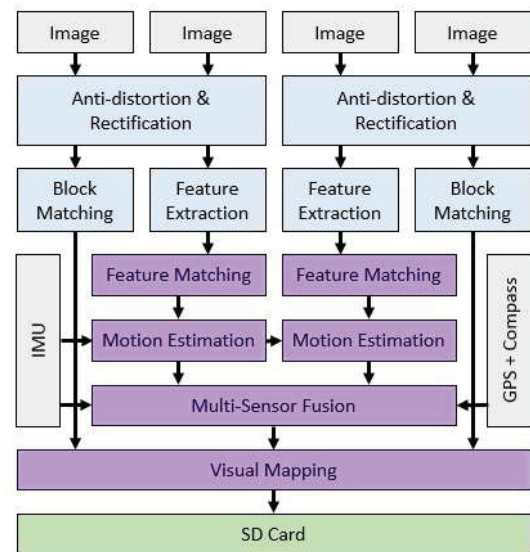 Image
Image
Image
Image
Anti-distortion &
Rectification
Anti-distortion &
Rectification
Block
Matching
Feature
Extraction
Feature
Extraction
Block
Matching
Feature Matching
Feature Matching
IMU
GPS + Compass
Motion Estimation
Motion Estimation
Multi-Sensor Fusion
Visual Mapping
SD Card